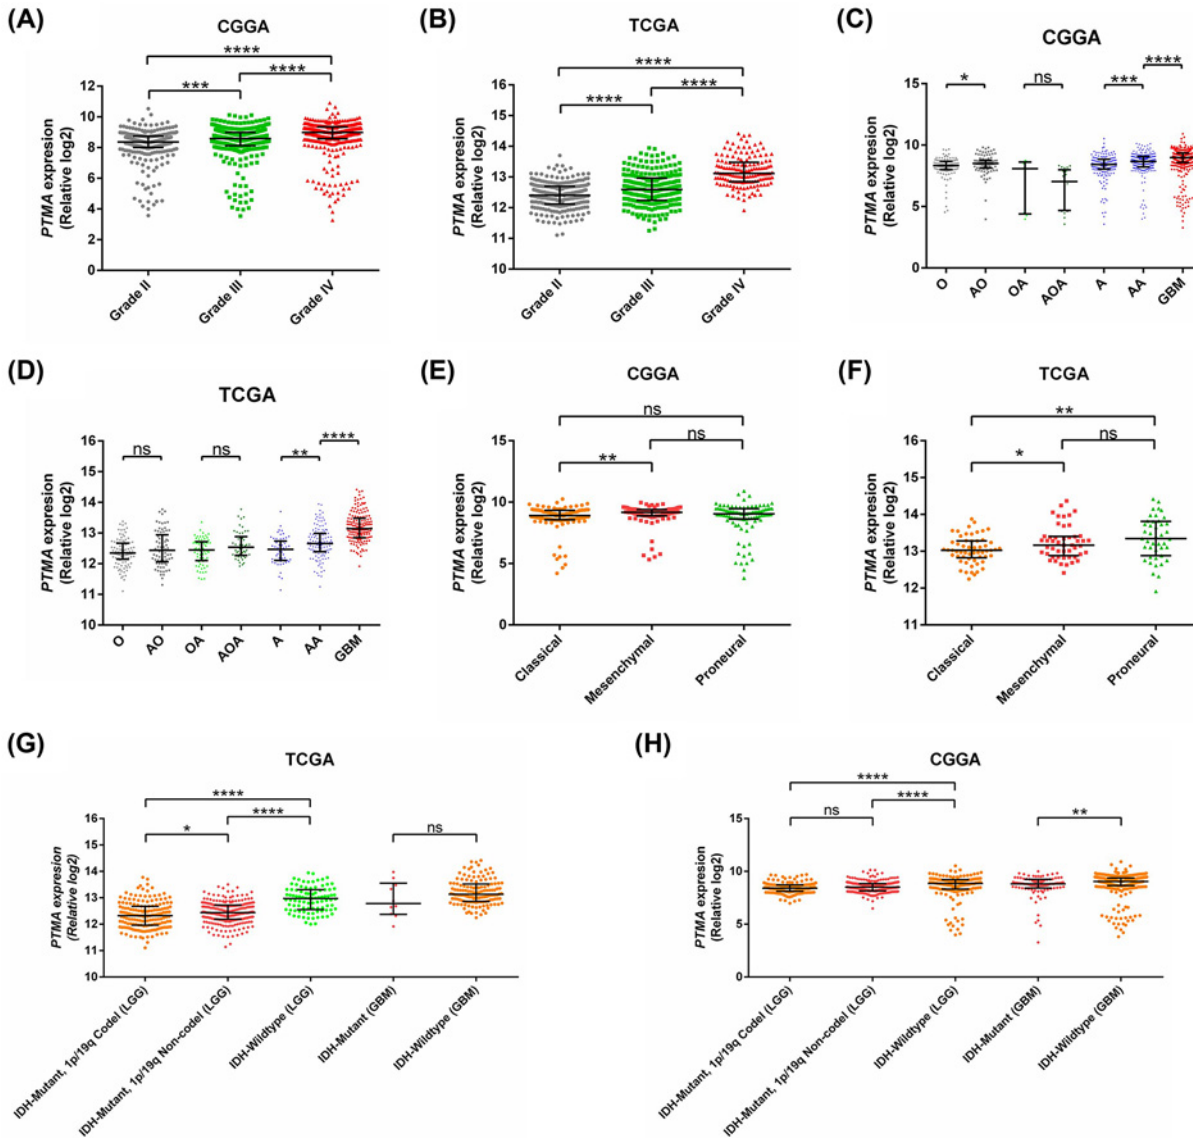 (A)
CGGA
****
***
****
PTMA expresion
(Relative log2)
12
10
8
6
4
2
0
Grade II
Grade III
Grade IV
(B)
TCGA
****
****
****
PTMA expresion
(Relative log2)
16
15
14
13
12
11
10
Grade II
Grade III
Grade IV
(C)
CGGA
*
ns
***
****
PTMA expresion
(Relative log2)
15
10
5
0
O
AO
OA
AOA
A
AA
GBM
(D)
TCGA
ns
ns
**
****
PTMA expresion
(Relative log2)
16
15
14
13
12
11
10
O
AO
OA
AOA
A
AA
GBM
(E)
CGGA
ns
**
ns
PTMA expresion
(Relative log2)
15
10
5
0
Classical
Mesenchymal
Proneural
(F)
TCGA
**
*
ns
PTMA expresion
(Relative log2)
16
15
14
13
12
11
Classical
Mesenchymal
Proneural
(G)
TCGA
****
*
****
ns
PTMA expresion
(Relative log2)
16
15
14
13
12
11
10
IDH-Mutant, 1p/19q Codel (LGG)
IDH-Mutant, 1p/19q Non-codel (LGG)
IDH-Wildtype (LGG)
IDH-Mutant (GBM)
IDH-Wildtype (GBM)
(H)
CGGA
****
ns
****
**
PTMA expresion
(Relative log2)
15
10
5
0
IDH-Mutant, 1p/19q Codel (LGG)
IDH-Mutant, 1p/19q Non-codel (LGG)
IDH-Wildtype (LGG)
IDH-Mutant (GBM)
IDH-Wildtype (GBM)